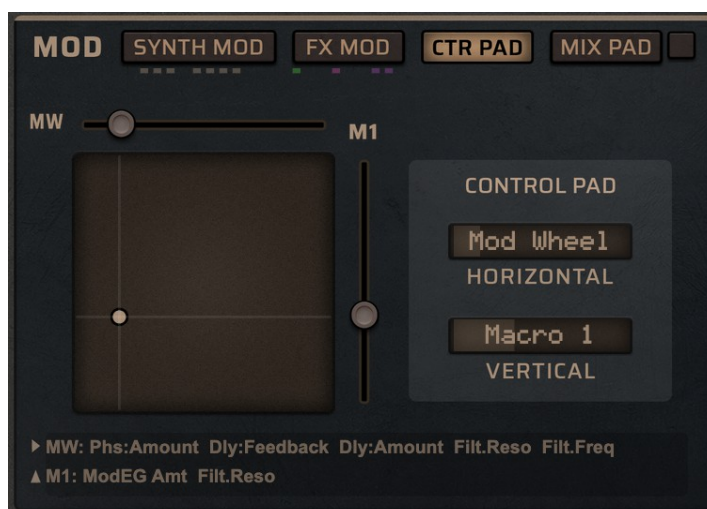 MOD SYNTH MOD FX MOD CTR PAD MIX PAD
MW
M1
CONTROL PAD
Mod Wheel
HORIZONTAL
Macro 1
VERTICAL
MW: Phs:Amount Dly:Feedback Dly:Amount Filt.Reso Filt.Freq
M1: ModEG Amt Filt.Reso